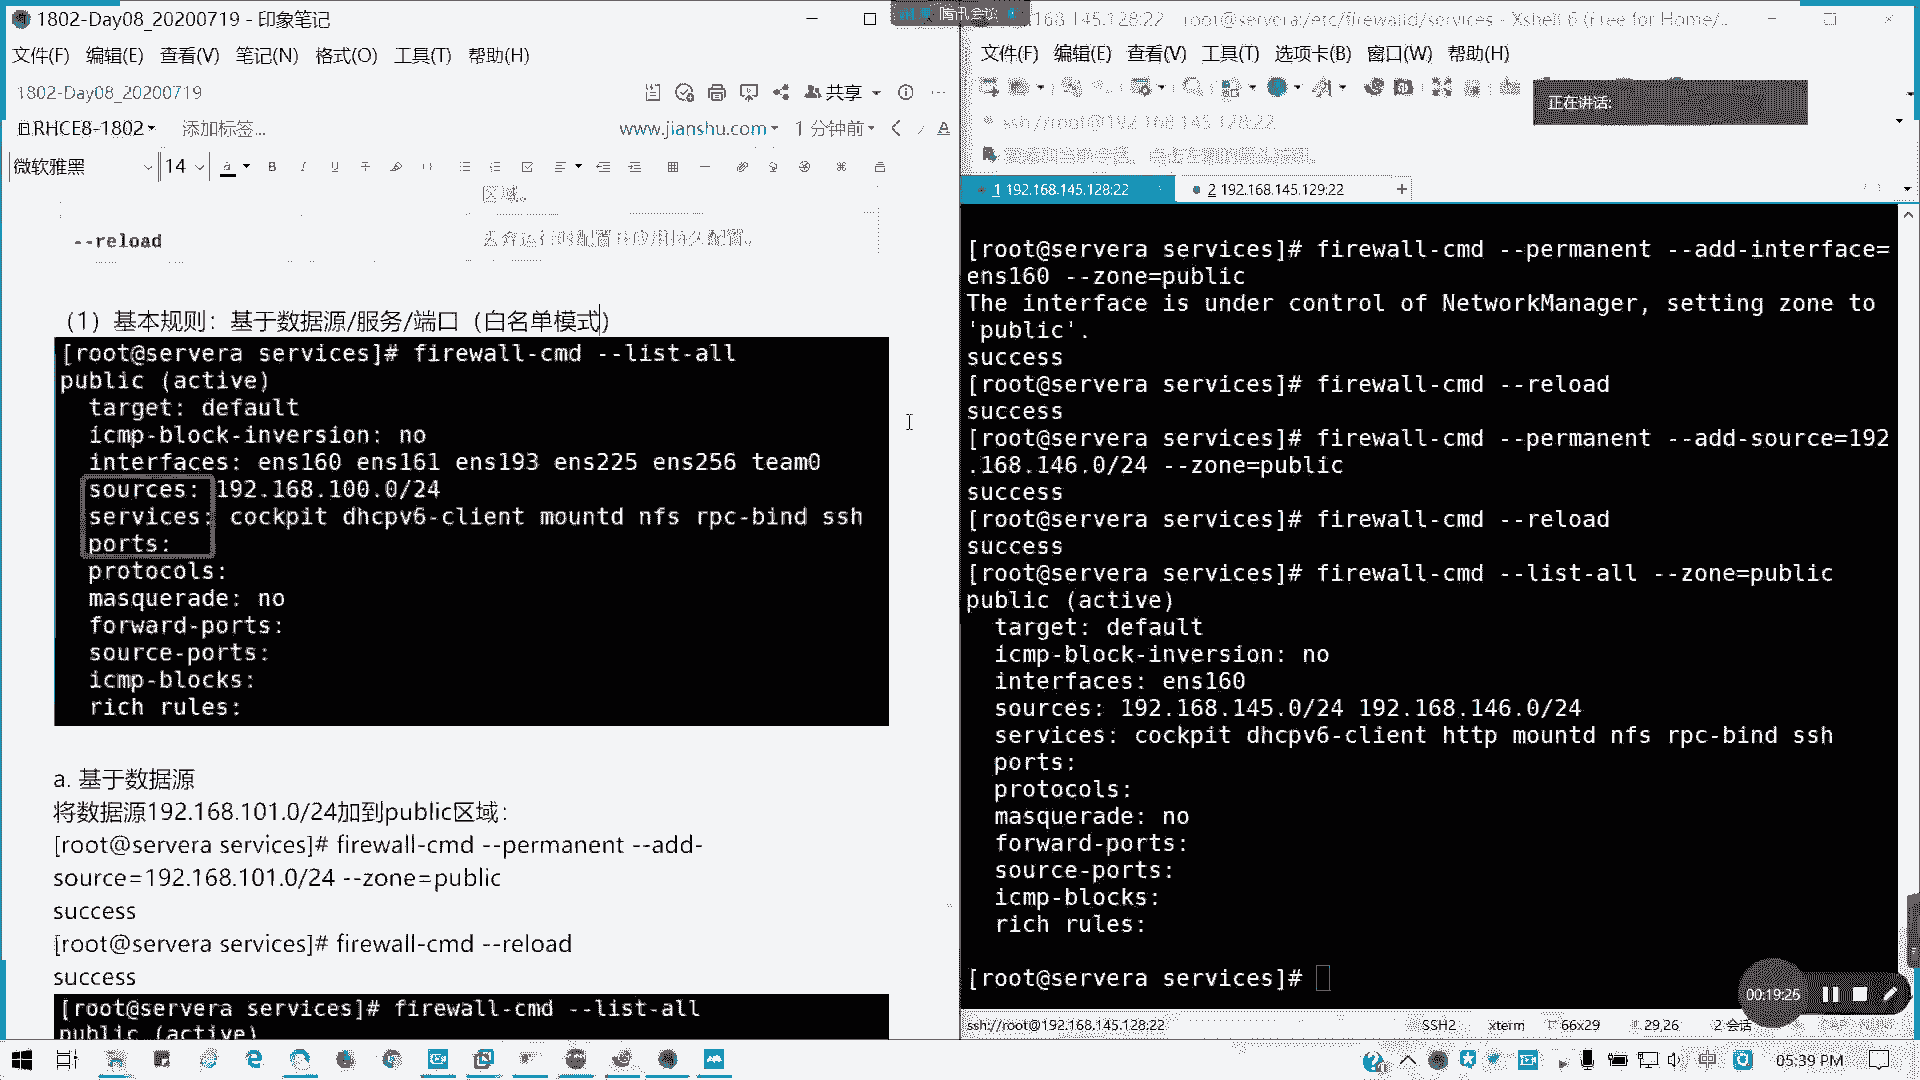 1802-Day08_20200719 - 印象笔记
文件(F) 编辑(E) 查看(V) 笔记(N) 格式(O) 工具(T) 帮助(H)
1802-Day08_20200719
共享
RHCE8-1802
添加标签...
www.jianshu.com
1 分钟前
微软雅黑
14
区域。
--reload
（1）基本规则：基于数据源/服务/端口（白名单模式）
[root@servera services]# firewall-cmd --list-all
public (active)
target: default
icmp-block-inversion: no
interfaces: ens160 ens161 ens193 ens225 ens256 team0
sources: 192.168.100.0/24
services: cockpit dhcpv6-client mountd nfs rpc-bind ssh
ports:
protocols:
masquerade: no
forward-ports:
source-ports:
icmp-blocks:
rich rules:
a. 基于数据源
将数据源192.168.101.0/24加到public区域：
[root@servera services]# firewall-cmd --permanent --add-
source=192.168.101.0/24 --zone=public
success
[root@servera services]# firewall-cmd --reload
success
[root@servera services]# firewall-cmd --list-all
public (active)
腾讯会议
168.145.128:22 - root@servera:/etc/firewalld/services - Xshell 6 (Free for Home/...
文件(F) 编辑(E) 查看(V) 工具(T) 选项卡(B) 窗口(W) 帮助(H)
正在讲话:
ssh://root@192.168.145.128:22
1 192.168.145.128:22
2 192.168.145.129:22
+
[root@servera services]# firewall-cmd --permanent --add-interface=
ens160 --zone=public
The interface is under control of NetworkManager, setting zone to
'public'.
success
[root@servera services]# firewall-cmd --reload
success
[root@servera services]# firewall-cmd --permanent --add-source=192
.168.146.0/24 --zone=public
success
[root@servera services]# firewall-cmd --reload
success
[root@servera services]# firewall-cmd --list-all --zone=public
public (active)
target: default
icmp-block-inversion: no
interfaces: ens160
sources: 192.168.145.0/24 192.168.146.0/24
services: cockpit dhcpv6-client http mountd nfs rpc-bind ssh
ports:
protocols:
masquerade: no
forward-ports:
source-ports:
icmp-blocks:
rich rules:
[root@servera services]#
00:19:25
ssh://root@192.168.145.128:22
SSH2
xterm
66x29
29,26
2 会话
中
05:39 PM